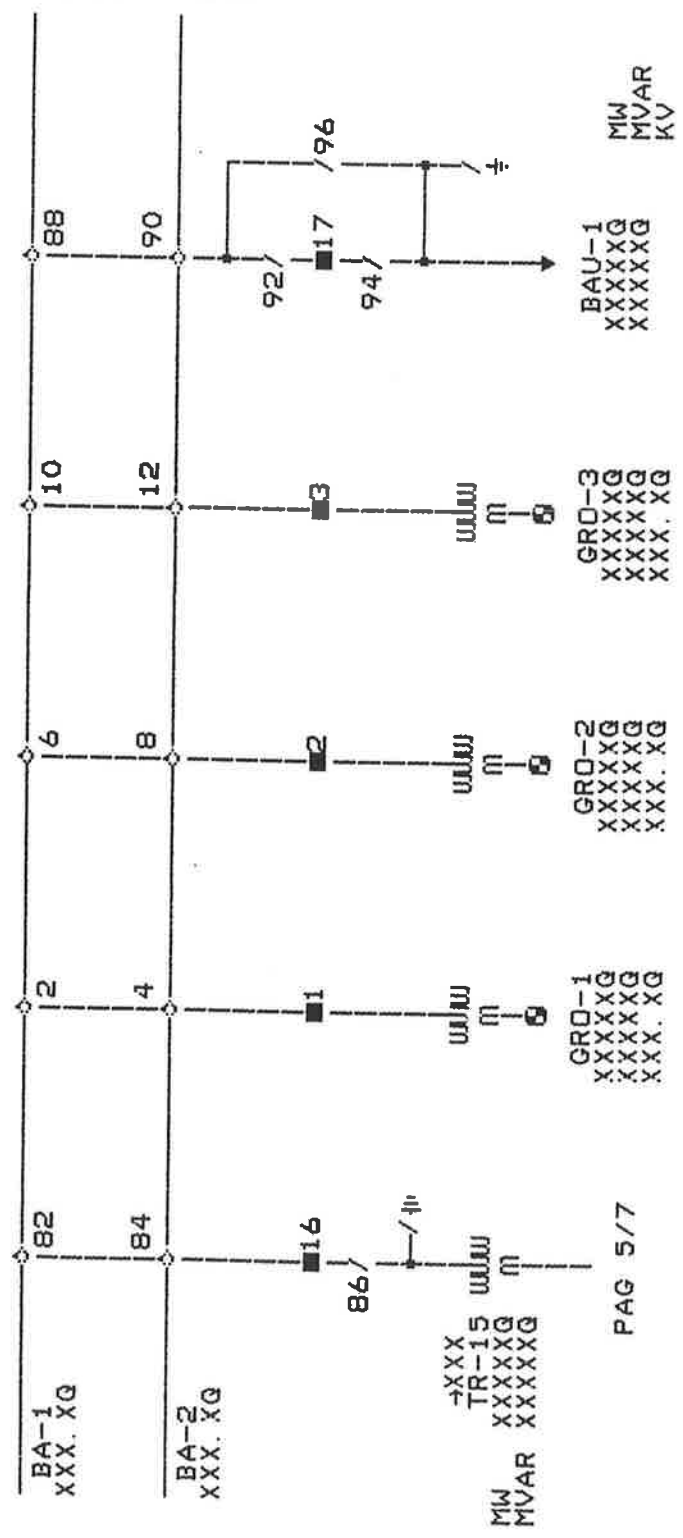 BA-1
XXX. XQ
82
2
6
10
88
BA-2
XXX. XQ
84
4
8
12
90
16
86
1
2
3
92
17
94
96
→XXX
TR-15
MW XXXXXQ
MVAR XXXXXQ
PAG 5/7
GRO-1
XXXXXQ
XXXXXQ
XXX. XQ
GRO-2
XXXXXQ
XXXXXQ
XXX. XQ
GRO-3
XXXXXQ
XXXXXQ
XXX. XQ
BAU-1
XXXXXQ
XXXXXQ
MW
MVAR
KV